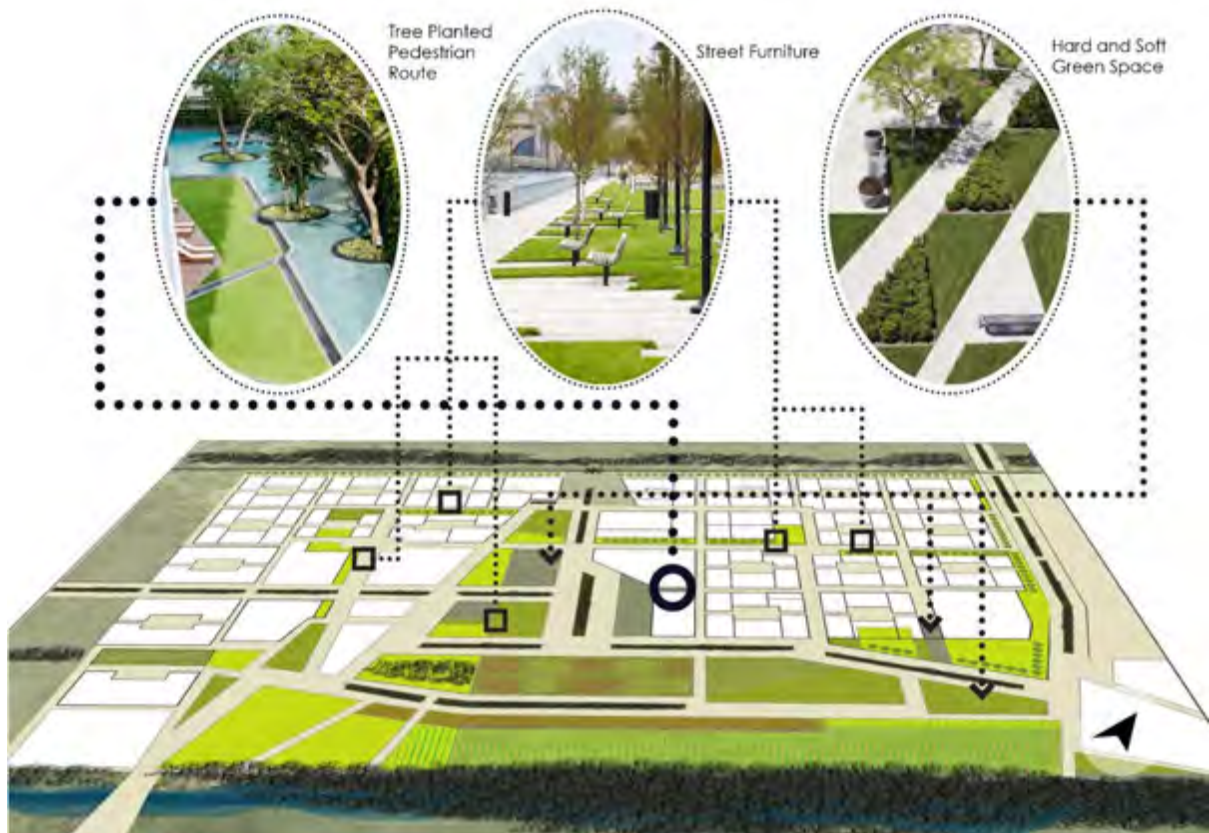 Tree Planted
Pedestrian
Route
Street Furniture
Hard and Soft
Green Space